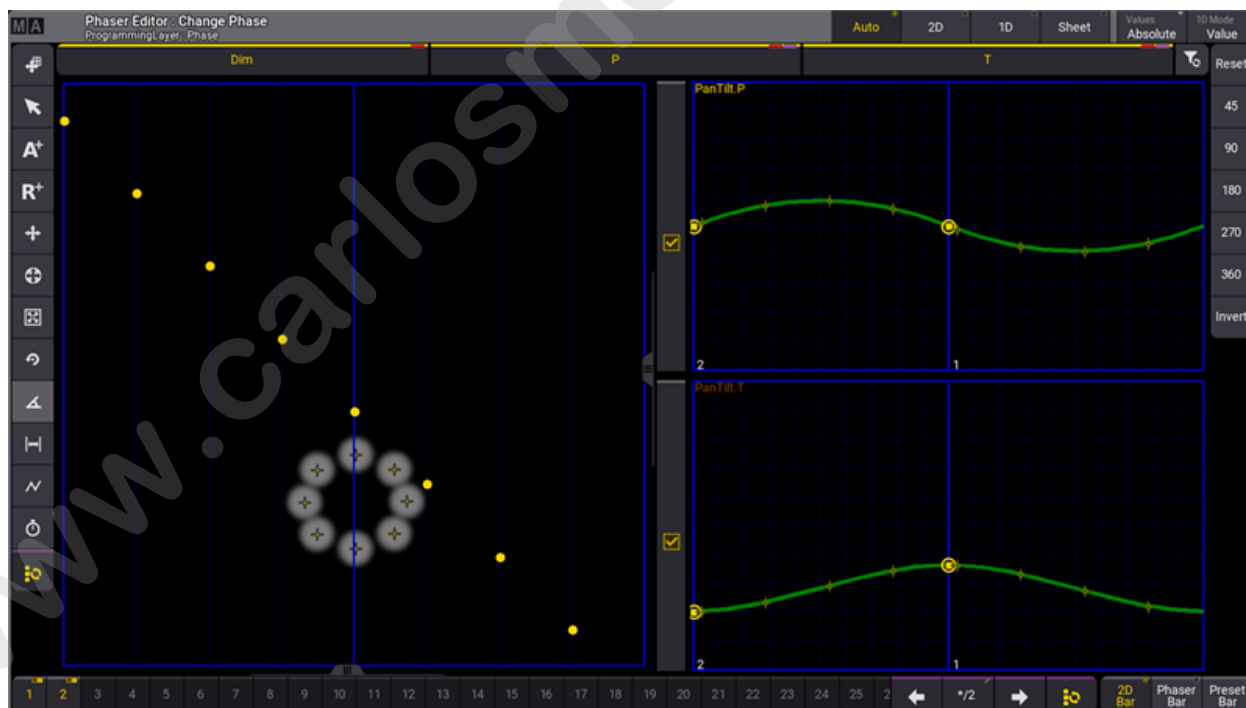 MA
Phaser Editor : Change Phase
ProgrammingLayer: Phase
Auto
2D
1D
Sheet
Values
Absolute
1D Mode
Value
Dim
P
T
Reset
45
90
180
270
360
Invert
A+
R+
PanTilt.P
2
1
PanTilt.T
2
1
1 2 3 4 5 6 7 8 9 10 11 12 13 14 15 16 17 18 19 20 21 22 23 24 25 2
*/2
2D
Bar
Phaser
Bar
Preset
Bar
www.carlosm